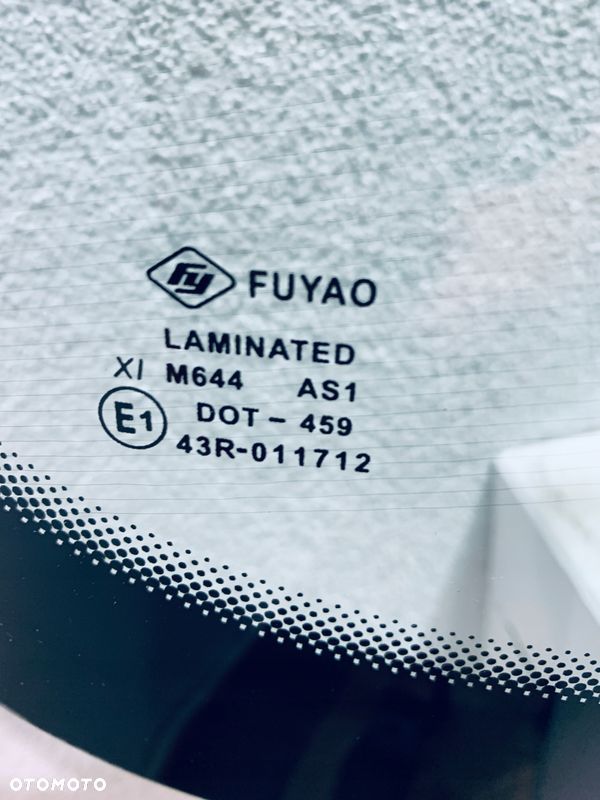 Fy FUYAO
LAMINATED
XI M644 AS1
E1 DOT - 459
43R-011712
OTOMOTO